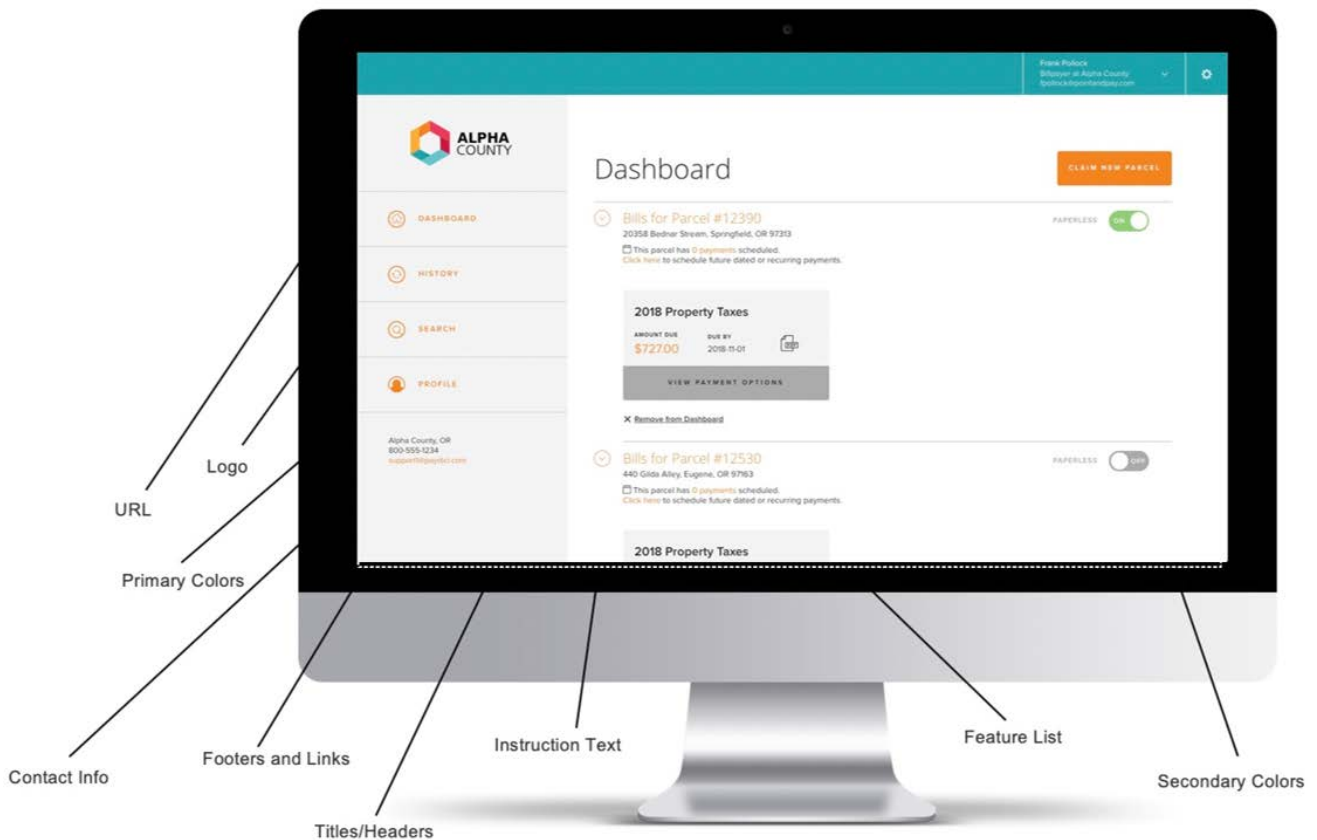 Frank Pollock
Billpayer at Alpha County
fpollock@pointandpay.com
ALPHA
COUNTY
Dashboard
CLAIM NEW PARCEL
DASHBOARD
HISTORY
SEARCH
PROFILE
Alpha County, OR
800-555-1234
Bills for Parcel #12390
PAPERLESS ON
20358 Bednar Stream, Springfield, OR 97313
This parcel has 0 payments scheduled.
Click here to schedule future dated or recurring payments.
2018 Property Taxes
AMOUNT DUE
DUE BY
$727.00
2018-11-01
VIEW PAYMENT OPTIONS
X Remove from Dashboard
Bills for Parcel #12530
PAPERLESS OFF
440 Gilda Alley, Eugene, OR 97163
This parcel has 0 payments scheduled.
Click here to schedule future dated or recurring payments.
2018 Property Taxes
Logo
URL
Primary Colors
Contact Info
Footers and Links
Titles/Headers
Instruction Text
Feature List
Secondary Colors